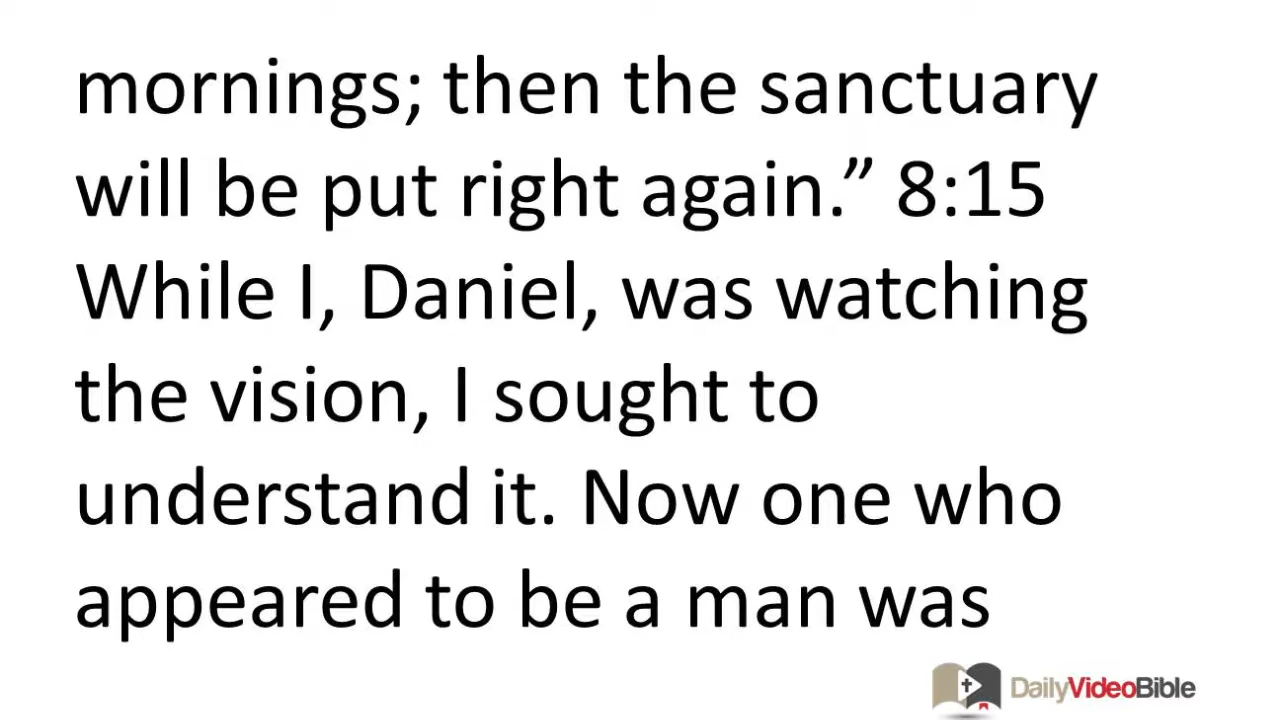 mornings; then the sanctuary
will be put right again.” 8:15
While I, Daniel, was watching
the vision, I sought to
understand it. Now one who
appeared to be a man was
DailyVideoBible